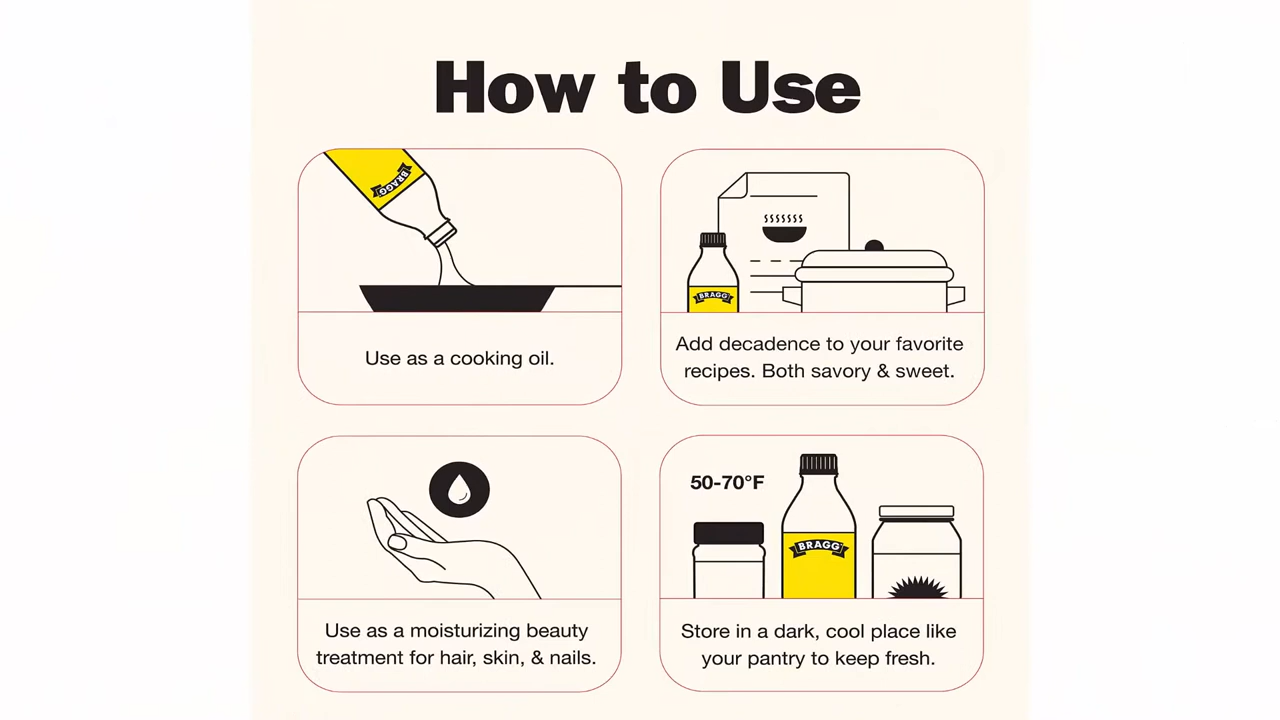 How to Use
BRAGG
Use as a cooking oil.
BRAGG
Add decadence to your favorite
recipes. Both savory & sweet.
Use as a moisturizing beauty
treatment for hair, skin, & nails.
50-70°F
BRAGG
Store in a dark, cool place like
your pantry to keep fresh.